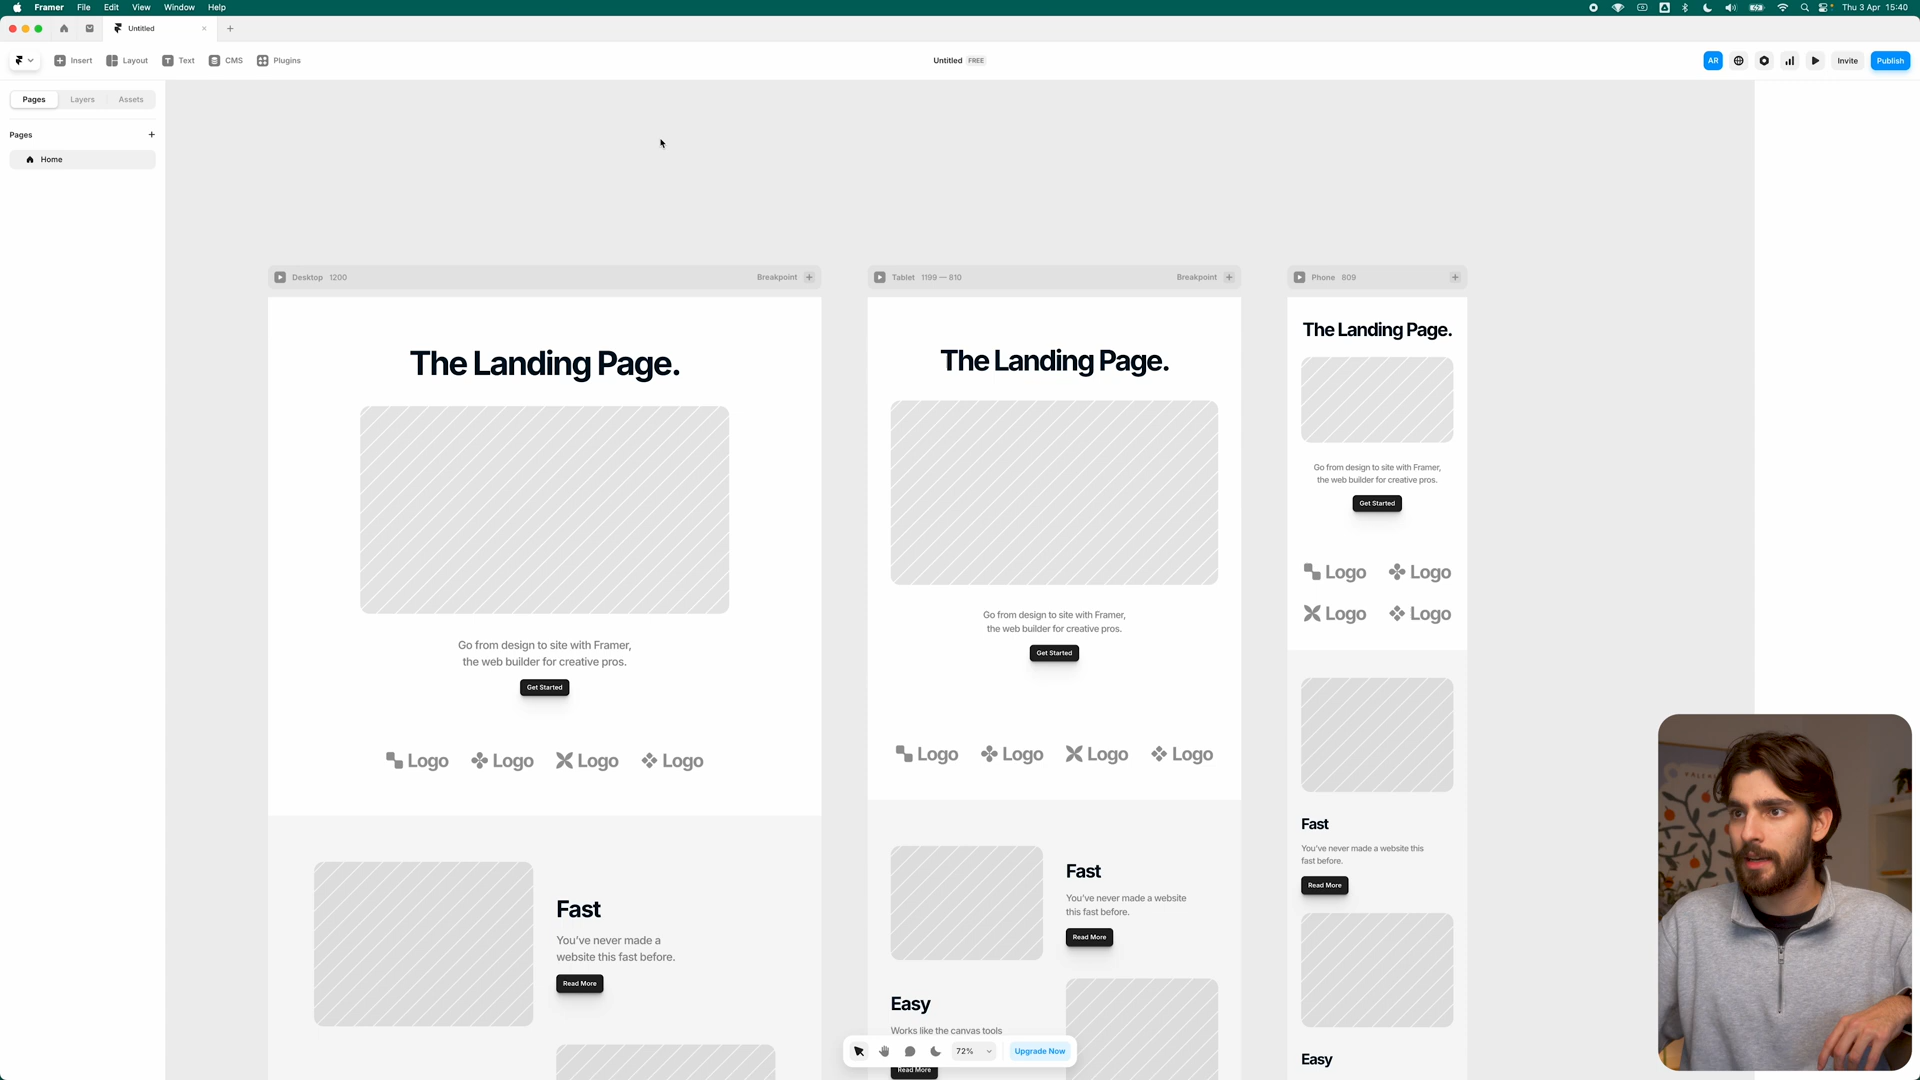 Framer File Edit View Window Help
Thu 3 Apr 15:40
Untitled
Insert Layout Text CMS Plugins
Untitled FREE
AR Invite Publish
Pages Layers Assets
Pages
Home
Desktop 1200 Breakpoint
The Landing Page.
Go from design to site with Framer,
the web builder for creative pros.
Get Started
Logo Logo Logo Logo
Fast
You've never made a
website this fast before.
Read More
Tablet 1199 — 810 Breakpoint
The Landing Page.
Go from design to site with Framer,
the web builder for creative pros.
Get Started
Logo Logo Logo Logo
Fast
You've never made a website
this fast before.
Read More
Easy
Works like the canvas tools
Read More
Phone 809
The Landing Page.
Go from design to site with Framer,
the web builder for creative pros.
Get Started
Logo Logo
Logo Logo
Fast
You've never made a website this
fast before.
Read More
Easy
72% Upgrade Now